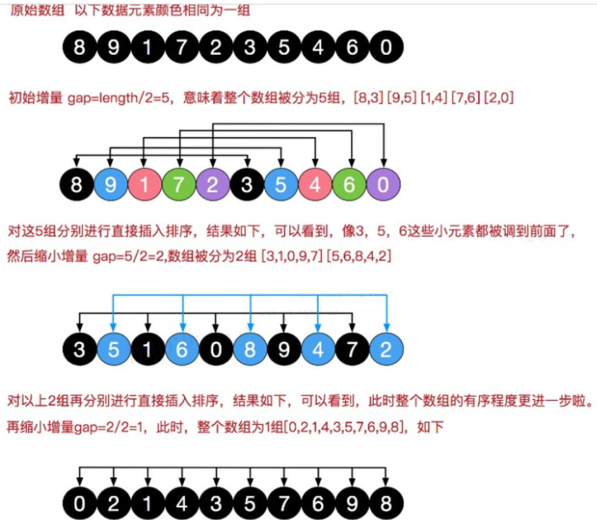 原始数组 以下数据元素颜色相同为一组
8 9 1 7 2 3 5 4 6 0
初始增量 gap=length/2=5，意味着整个数组被分为5组，[8,3] [9,5] [1,4] [7,6] [2,0]
8 9 1 7 2 3 5 4 6 0
对这5组分别进行直接插入排序，结果如下，可以看到，像3，5，6这些小元素都被调到前面了，
然后缩小增量 gap=5/2=2,数组被分为2组 [3,1,0,9,7] [5,6,8,4,2]
3 5 1 6 0 8 9 4 7 2
对以上2组再分别进行直接插入排序，结果如下，可以看到，此时整个数组的有序程度更进一步啦。
再缩小增量gap=2/2=1，此时，整个数组为1组[0,2,1,4,3,5,7,6,9,8]，如下
0 2 1 4 3 5 7 6 9 8